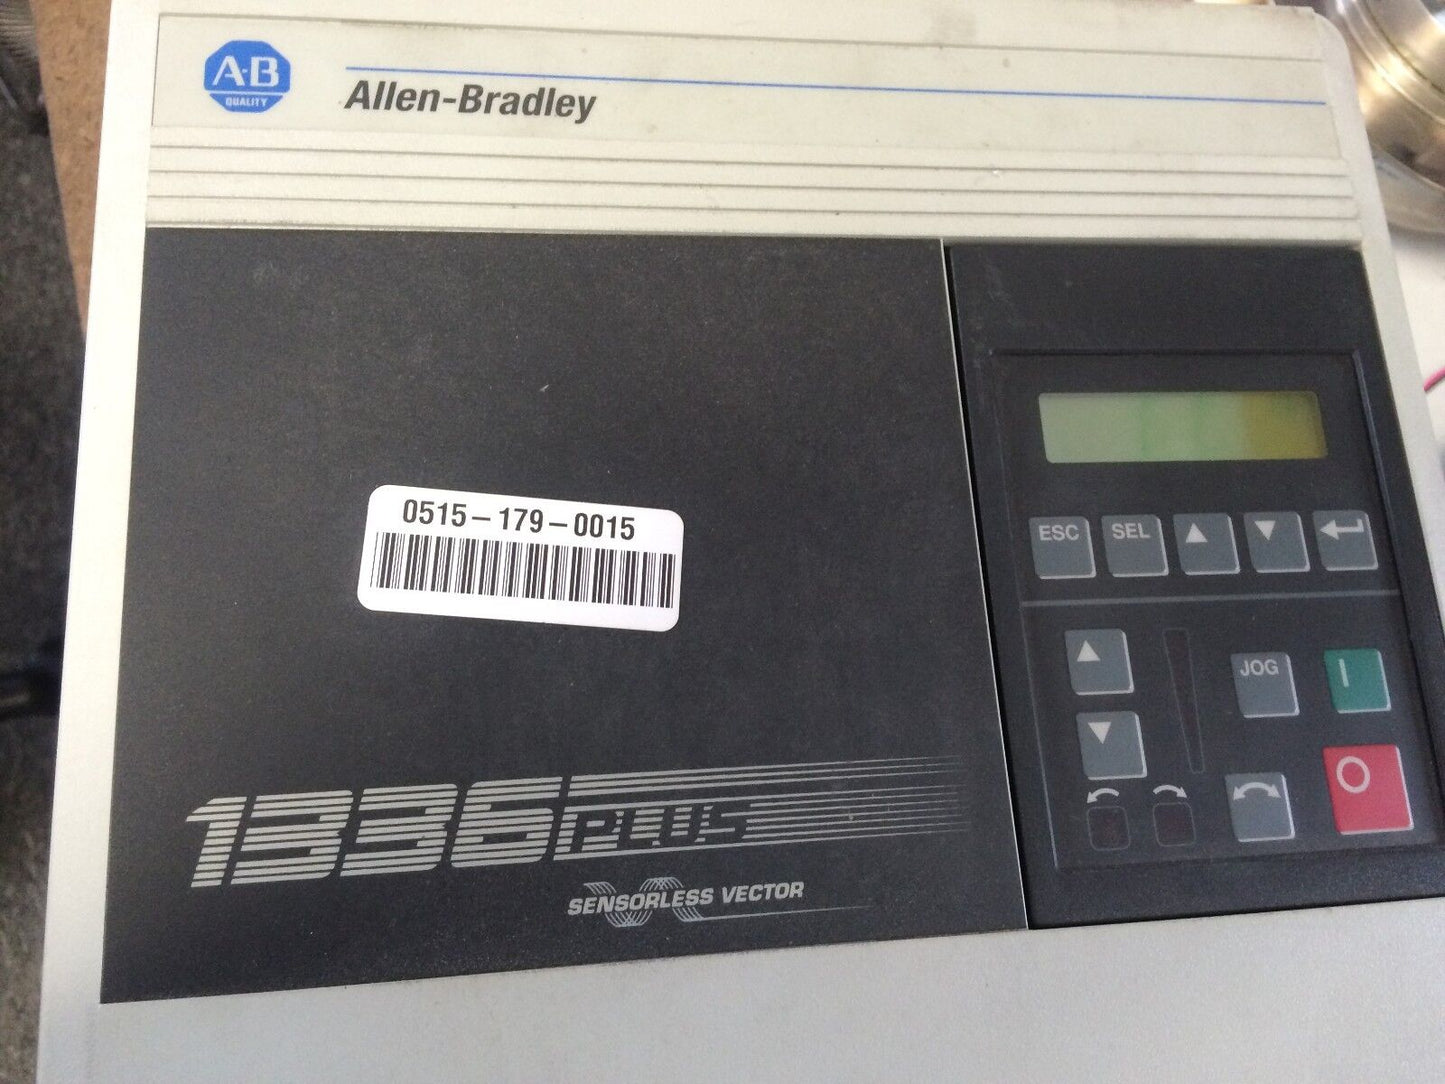 A·B
QUALITY
Allen-Bradley
0515-179-0015
ESC SEL
JOG
1336 PLUS
SENSORLESS VECTOR